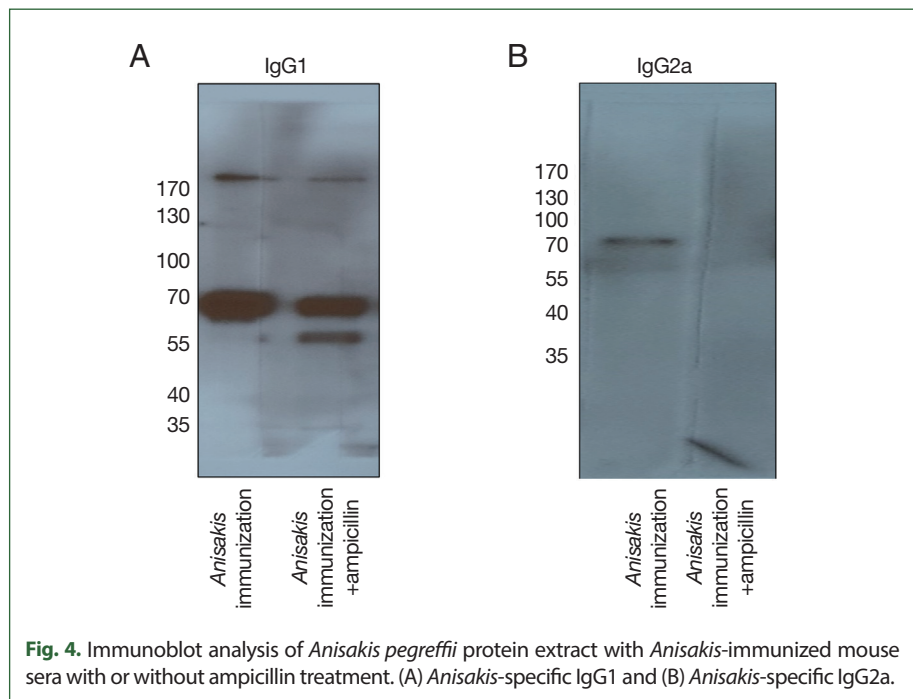 A
IgG1
170
130
100
70
55
40
35
Anisakis
immunization
Anisakis
immunization
+ampicillin
B
IgG2a
170
130
100
70
55
40
35
Anisakis
immunization
Anisakis
immunization
+ampicillin
Fig. 4. Immunoblot analysis of Anisakis pegreffii protein extract with Anisakis-immunized mouse
sera with or without ampicillin treatment. (A) Anisakis-specific IgG1 and (B) Anisakis-specific IgG2a.